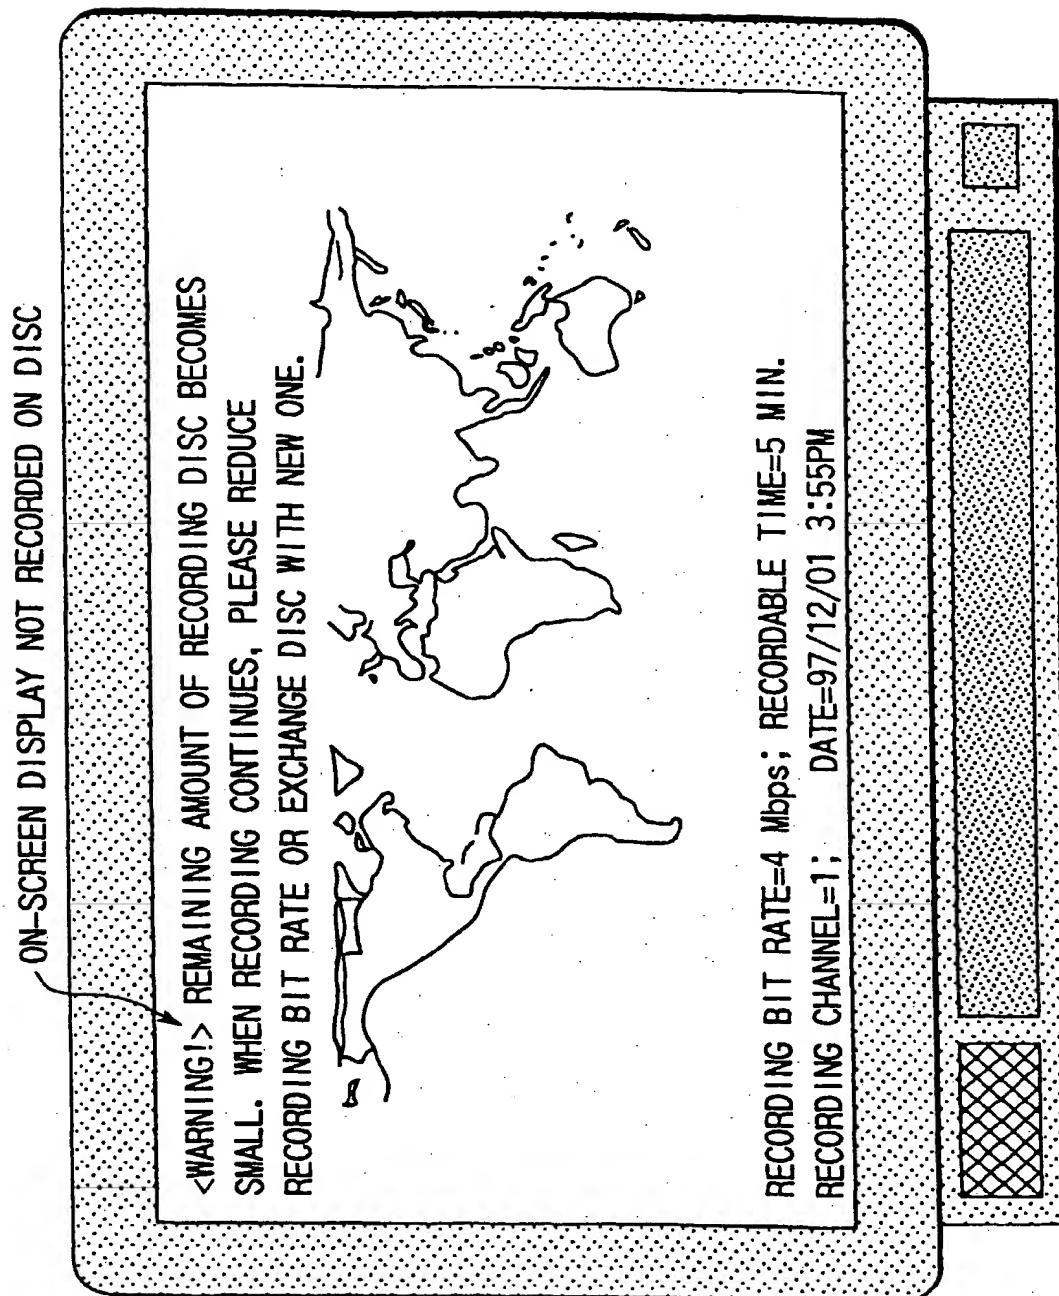 ON-SCREEN DISPLAY NOT RECORDED ON DISC
<WARNING!> REMAINING AMOUNT OF RECORDING DISC BECOMES
SMALL. WHEN RECORDING CONTINUES, PLEASE REDUCE
RECORDING BIT RATE OR EXCHANGE DISC WITH NEW ONE.
RECORDING BIT RATE=4 Mbps; RECORDABLE TIME=5 MIN.
RECORDING CHANNEL=1; DATE=97/12/01 3:55PM